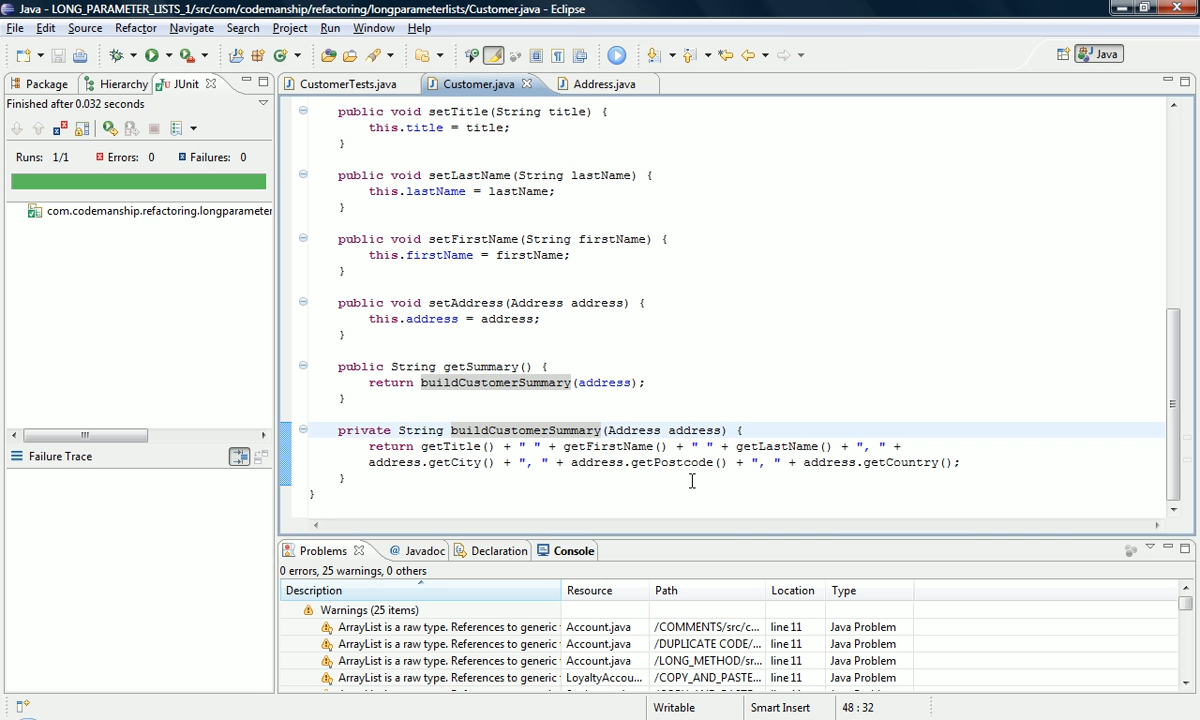 Java - LONG_PARAMETER_LISTS_1/src/com/codemanship/refactoring/longparameterlists/Customer.java - Eclipse
File Edit Source Refactor Navigate Search Project Run Window Help
Java
Package Hierarchy JUnit
CustomerTests.java Customer.java Address.java
Finished after 0.032 seconds
Runs: 1/1 Errors: 0 Failures: 0
com.codemanship.refactoring.longparameter
Failure Trace
public void setTitle(String title) {
this.title = title;
}
public void setLastName(String lastName) {
this.lastName = lastName;
}
public void setFirstName(String firstName) {
this.firstName = firstName;
}
public void setAddress(Address address) {
this.address = address;
}
public String getSummary() {
return buildCustomerSummary(address);
}
private String buildCustomerSummary(Address address) {
return getTitle() + " " + getFirstName() + " " + getLastName() + ", " +
address.getCity() + ", " + address.getPostcode() + ", " + address.getCountry();
}
}
Problems Javadoc Declaration Console
0 errors, 25 warnings, 0 others
Description Resource Path Location Type
Warnings (25 items)
ArrayList is a raw type. References to generic Account.java /COMMENTS/src/c... line 11 Java Problem
ArrayList is a raw type. References to generic Account.java /DUPLICATE CODE/... line 11 Java Problem
ArrayList is a raw type. References to generic Account.java /LONG_METHOD/sr... line 11 Java Problem
ArrayList is a raw type. References to generic LoyaltyAccou... /COPY_AND_PASTE... line 11 Java Problem
Writable Smart Insert 48 : 32